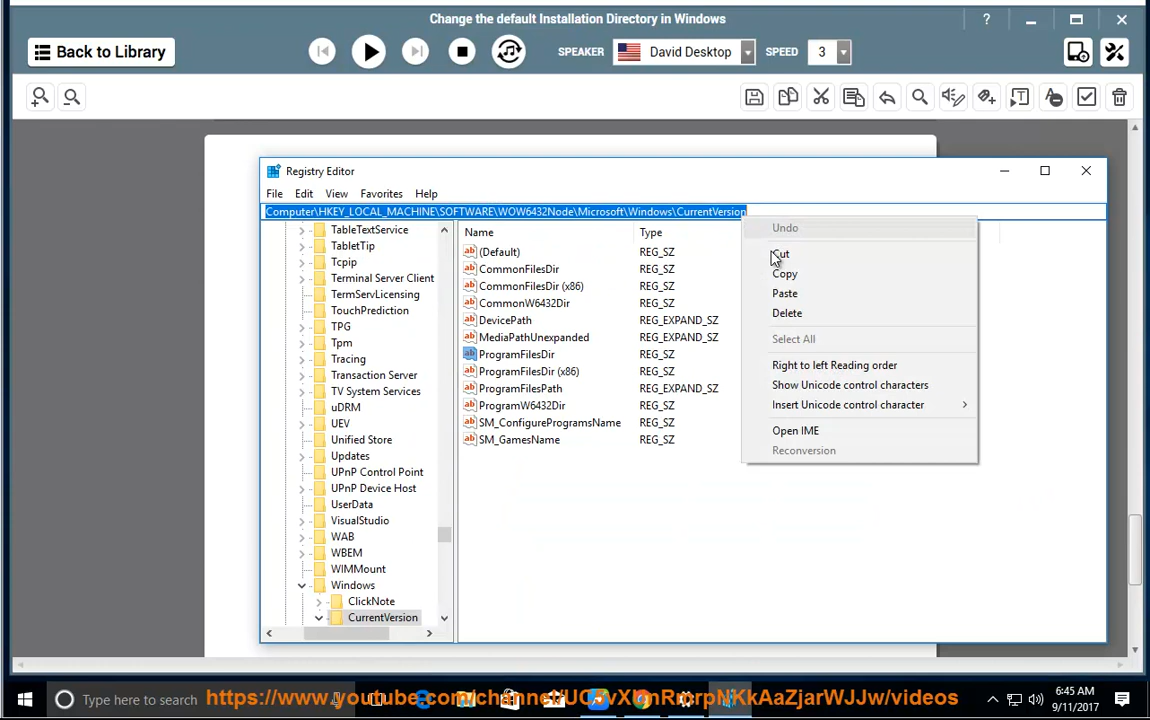 Change the default Installation Directory in Windows
?
Back to Library
SPEAKER
David Desktop
SPEED
3
Registry Editor
File Edit View Favorites Help
Computer\HKEY_LOCAL_MACHINE\SOFTWARE\WOW6432Node\Microsoft\Windows\CurrentVersion
TableTextService
TabletTip
Tcpip
Terminal Server Client
TermServLicensing
TouchPrediction
TPG
Tpm
Tracing
Transaction Server
TV System Services
uDRM
UEV
Unified Store
Updates
UPnP Control Point
UPnP Device Host
UserData
VisualStudio
WAB
WBEM
WIMMount
Windows
ClickNote
CurrentVersion
Name Type
(Default) REG_SZ
CommonFilesDir REG_SZ
CommonFilesDir (x86) REG_SZ
CommonW6432Dir REG_SZ
DevicePath REG_EXPAND_SZ
MediaPathUnexpanded REG_EXPAND_SZ
ProgramFilesDir REG_SZ
ProgramFilesDir (x86) REG_SZ
ProgramFilesPath REG_EXPAND_SZ
ProgramW6432Dir REG_SZ
SM_ConfigureProgramsName REG_SZ
SM_GamesName REG_SZ
Undo
Cut
Copy
Paste
Delete
Select All
Right to left Reading order
Show Unicode control characters
Insert Unicode control character
Open IME
Reconversion
Type here to search
6:45 AM
9/11/2017